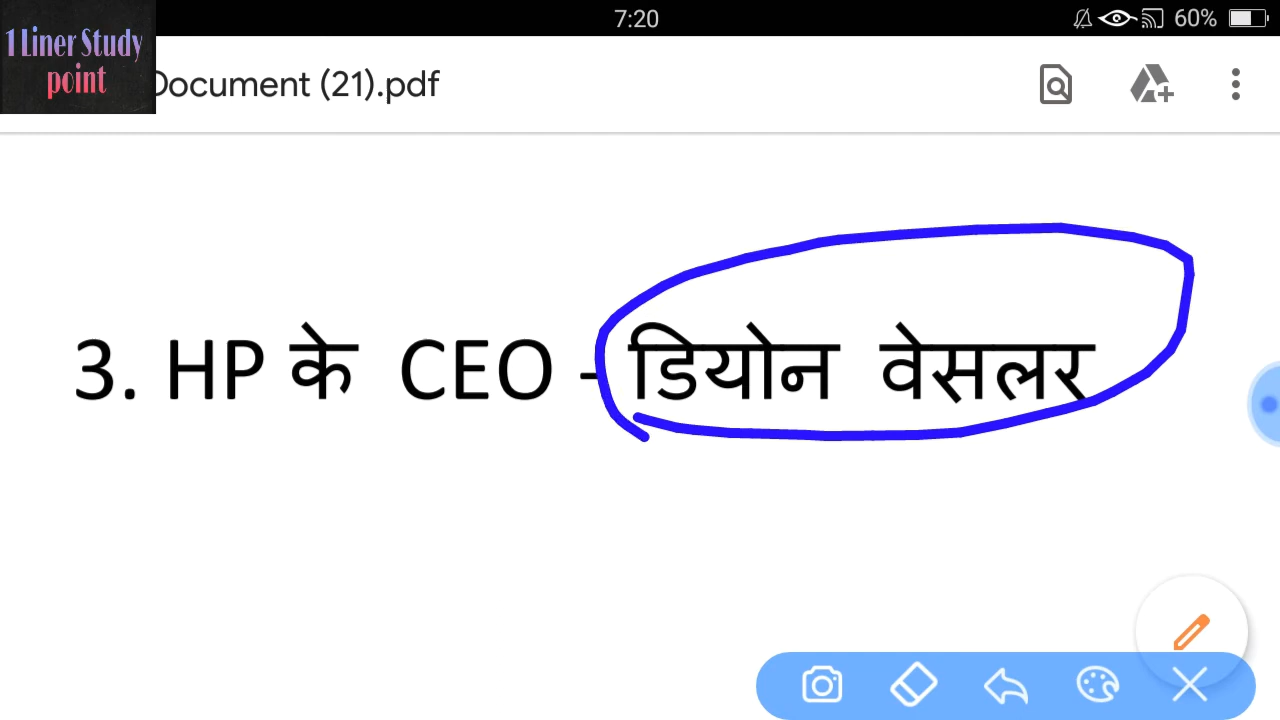 7:20
60%
1 Liner Study
point
Document (21).pdf
3. HP के CEO - डियोन वेसलर